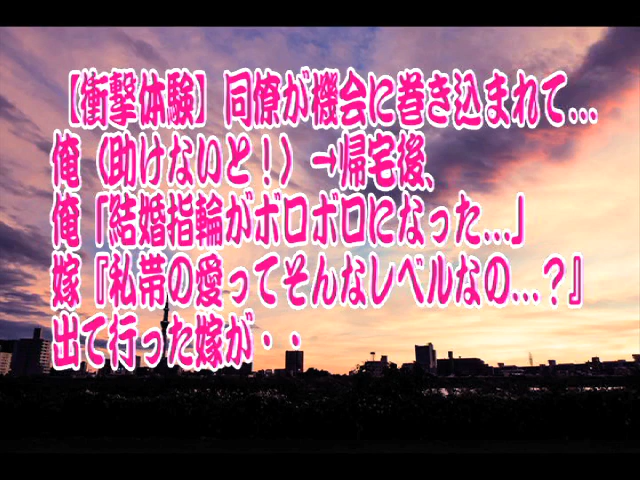 【衝撃体験】同僚が機会に巻き込まれて…
俺（助けないと！）→帰宅後、
俺「結婚指輪がボロボロになった…」
嫁『私帯の愛ってそんなレベルなの…？』
出て行った嫁が・・